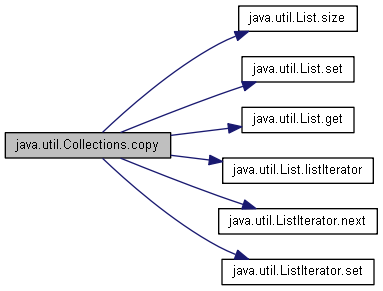 java.util.List.size
java.util.List.set
java.util.List.get
java.util.Collections.copy
java.util.List.listIterator
java.util.ListIterator.next
java.util.ListIterator.set